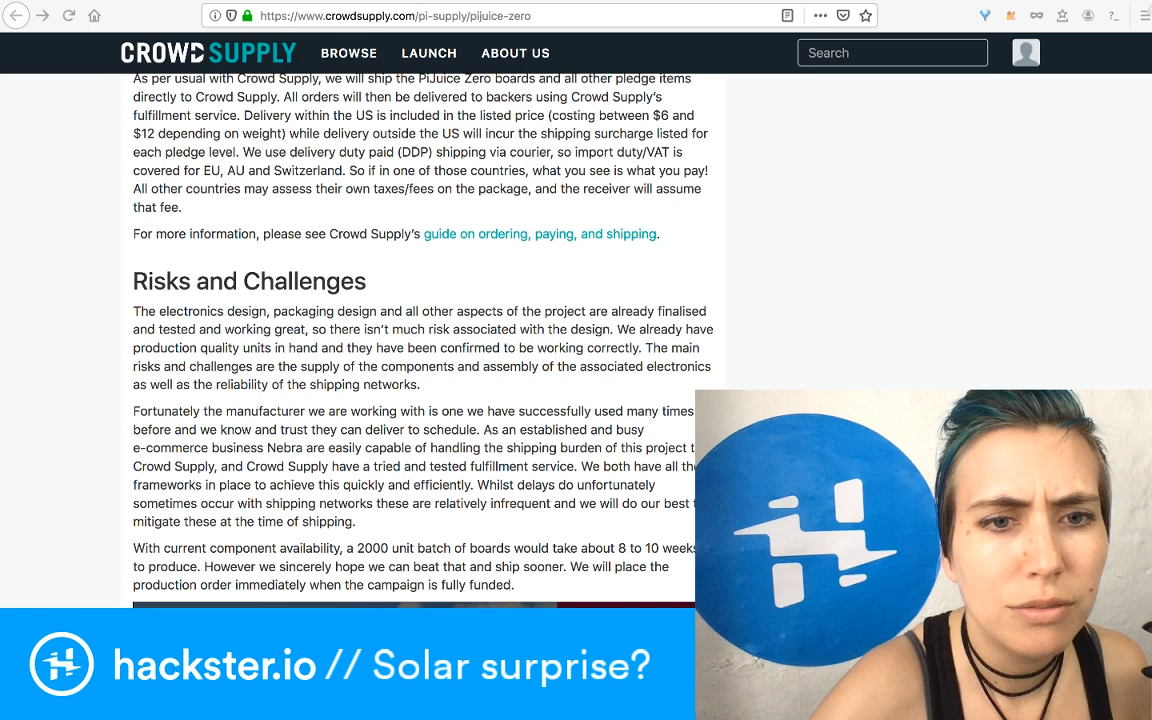 https://www.crowdsupply.com/pi-supply/pijuice-zero
CROWD SUPPLY BROWSE LAUNCH ABOUT US Search
As per usual with Crowd Supply, we will ship the PiJuice Zero boards and all other pledge items
directly to Crowd Supply. All orders will then be delivered to backers using Crowd Supply's
fulfillment service. Delivery within the US is included in the listed price (costing between $6 and
$12 depending on weight) while delivery outside the US will incur the shipping surcharge listed for
each pledge level. We use delivery duty paid (DDP) shipping via courier, so import duty/VAT is
covered for EU, AU and Switzerland. So if in one of those countries, what you see is what you pay!
All other countries may assess their own taxes/fees on the package, and the receiver will assume
that fee.
For more information, please see Crowd Supply's guide on ordering, paying, and shipping.
Risks and Challenges
The electronics design, packaging design and all other aspects of the project are already finalised
and tested and working great, so there isn't much risk associated with the design. We already have
production quality units in hand and they have been confirmed to be working correctly. The main
risks and challenges are the supply of the components and assembly of the associated electronics
as well as the reliability of the shipping networks.
Fortunately the manufacturer we are working with is one we have successfully used many times
before and we know and trust they can deliver to schedule. As an established and busy
e-commerce business Nebra are easily capable of handling the shipping burden of this project t
Crowd Supply, and Crowd Supply have a tried and tested fulfillment service. We both have all the
frameworks in place to achieve this quickly and efficiently. Whilst delays do unfortunately
sometimes occur with shipping networks these are relatively infrequent and we will do our best t
mitigate these at the time of shipping.
With current component availability, a 2000 unit batch of boards would take about 8 to 10 weeks
to produce. However we sincerely hope we can beat that and ship sooner. We will place the
production order immediately when the campaign is fully funded.
hackster.io // Solar surprise?